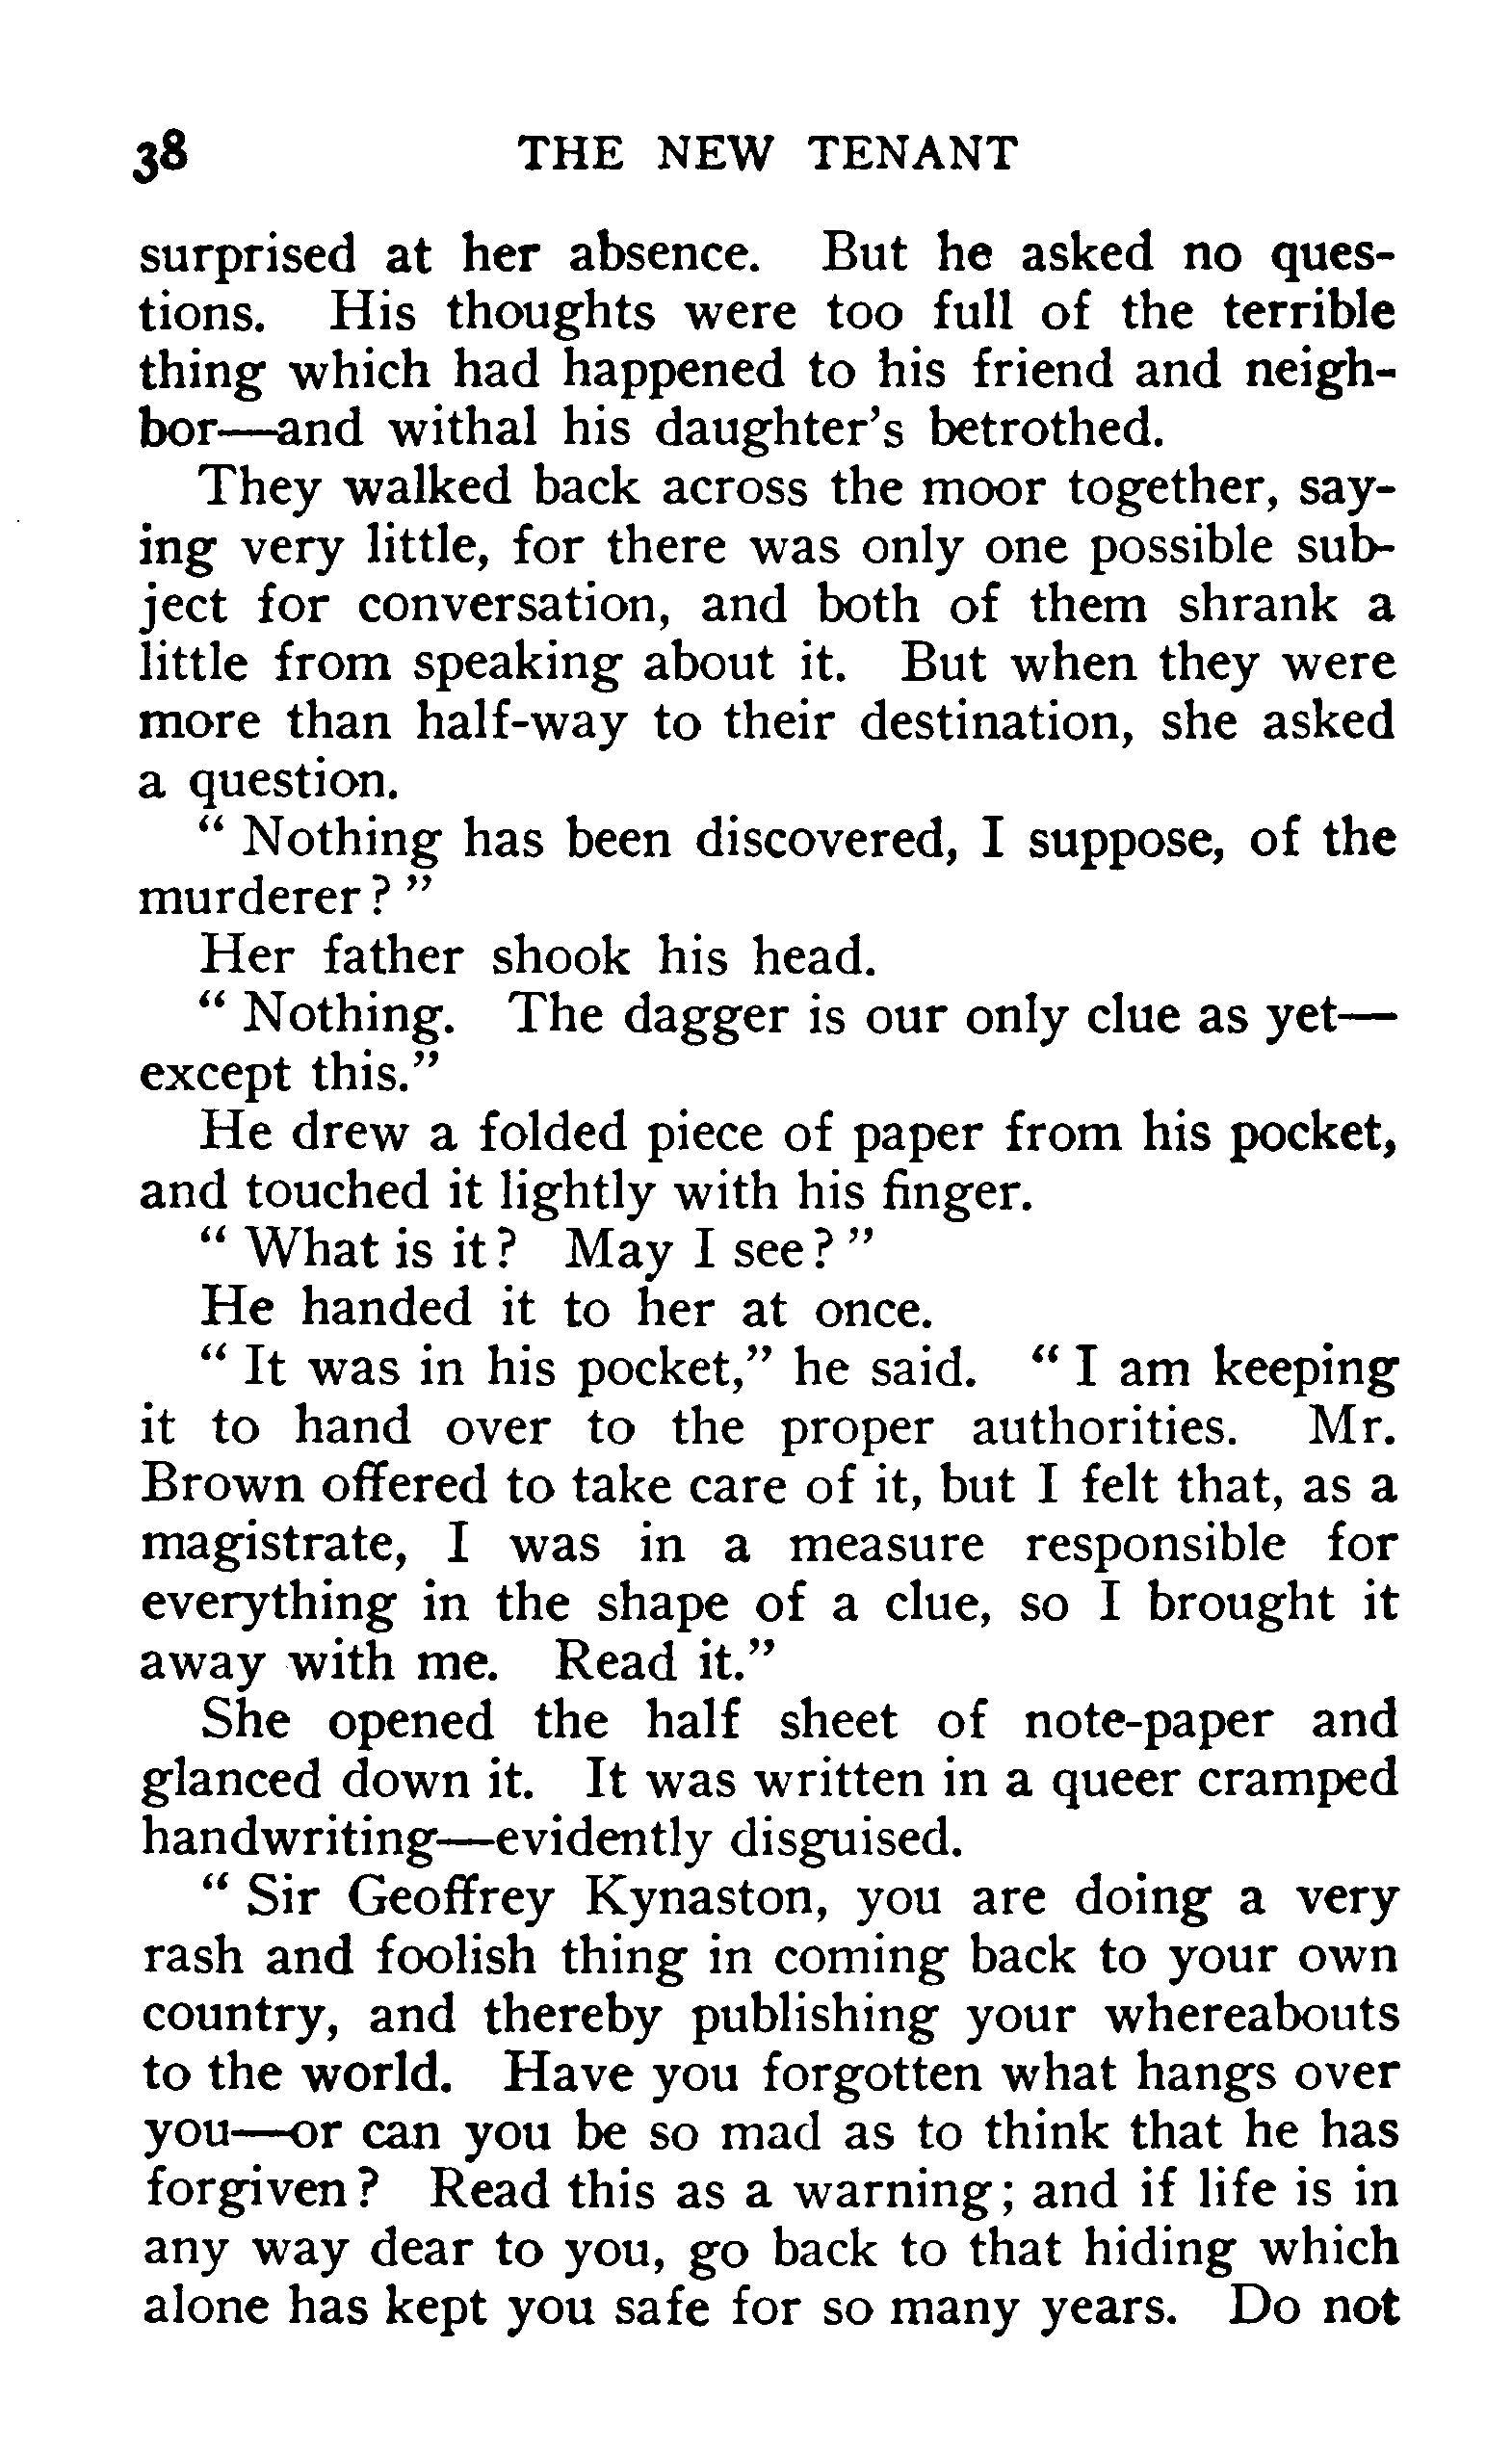 38 THE NEW TENANT
surprised at her absence. But he asked no ques-
tions. His thoughts were too full of the terrible
thing which had happened to his friend and neigh-
bor—and withal his daughter's betrothed.
They walked back across the moor together, say-
ing very little, for there was only one possible sub-
ject for conversation, and both of them shrank a
little from speaking about it. But when they were
more than half-way to their destination, she asked
a question.
“ Nothing has been discovered, I suppose, of the
murderer ? ”
Her father shook his head.
“ Nothing. The dagger is our only clue as yet—
except this.”
He drew a folded piece of paper from his pocket,
and touched it lightly with his finger.
“ What is it ? May I see ? ”
He handed it to her at once.
“ It was in his pocket,” he said. “ I am keeping
it to hand over to the proper authorities. Mr.
Brown offered to take care of it, but I felt that, as a
magistrate, I was in a measure responsible for
everything in the shape of a clue, so I brought it
away with me. Read it.”
She opened the half sheet of note-paper and
glanced down it. It was written in a queer cramped
handwriting—evidently disguised.
“ Sir Geoffrey Kynaston, you are doing a very
rash and foolish thing in coming back to your own
country, and thereby publishing your whereabouts
to the world. Have you forgotten what hangs over
you—or can you be so mad as to think that he has
forgiven ? Read this as a warning ; and if life is in
any way dear to you, go back to that hiding which
alone has kept you safe for so many years. Do not